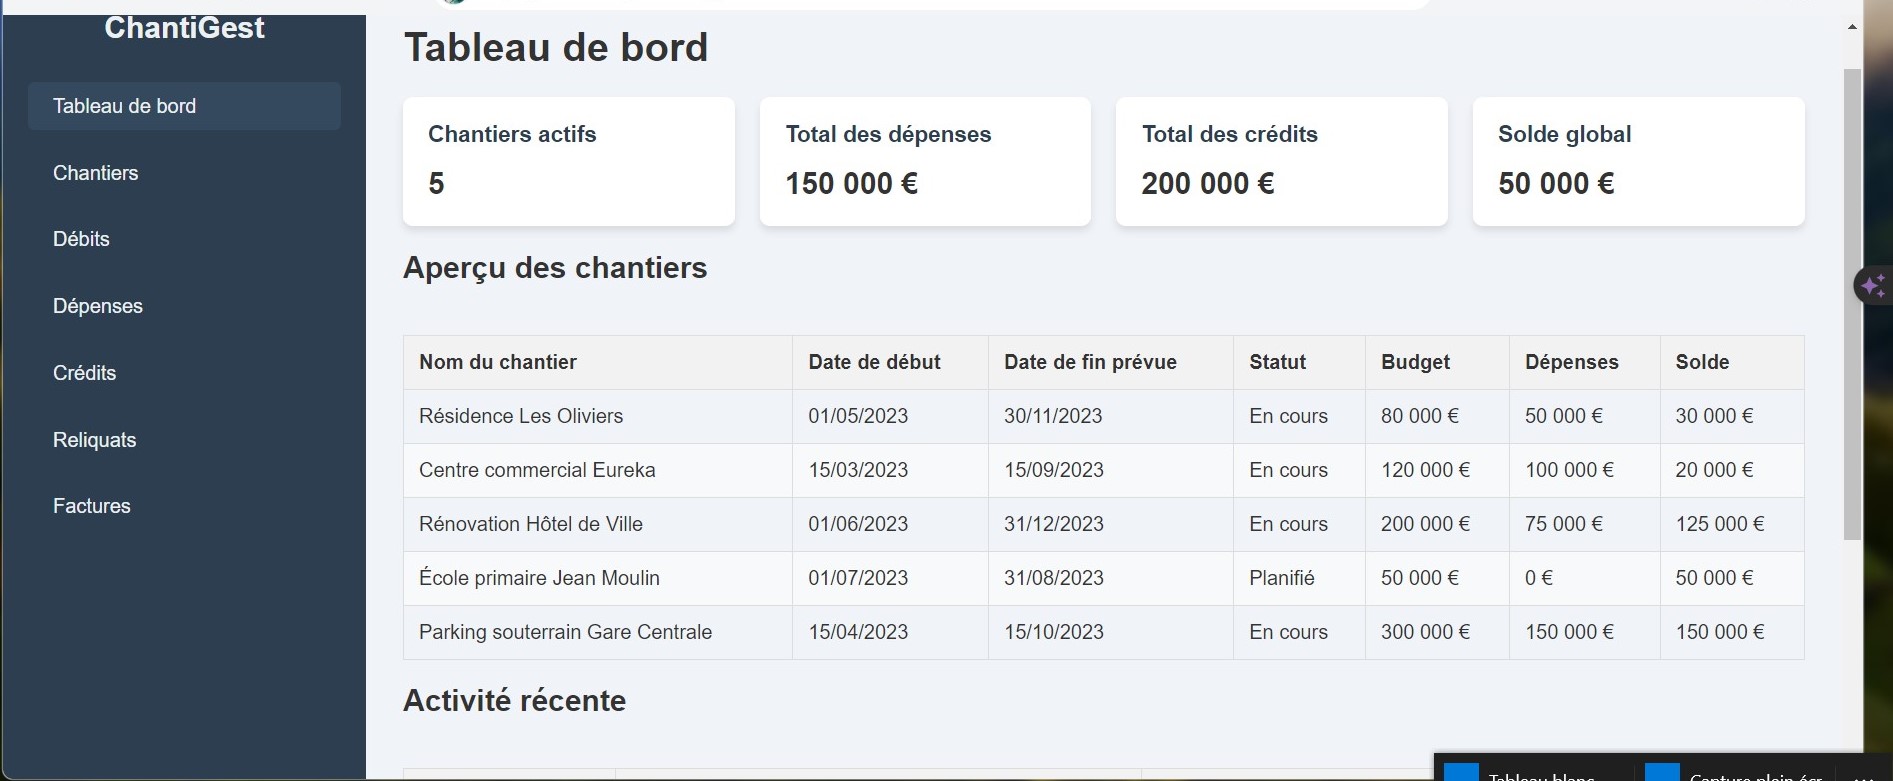 ChantiGest
Tableau de bord
Chantiers
Débits
Dépenses
Crédits
Reliquats
Factures
Tableau de bord
Chantiers actifs
5
Total des dépenses
150 000 €
Total des crédits
200 000 €
Solde global
50 000 €
Aperçu des chantiers
Nom du chantier Date de début Date de fin prévue Statut Budget Dépenses Solde
Résidence Les Oliviers 01/05/2023 30/11/2023 En cours 80 000 € 50 000 € 30 000 €
Centre commercial Eureka 15/03/2023 15/09/2023 En cours 120 000 € 100 000 € 20 000 €
Rénovation Hôtel de Ville 01/06/2023 31/12/2023 En cours 200 000 € 75 000 € 125 000 €
École primaire Jean Moulin 01/07/2023 31/08/2023 Planifié 50 000 € 0 € 50 000 €
Parking souterrain Gare Centrale 15/04/2023 15/10/2023 En cours 300 000 € 150 000 € 150 000 €
Activité récente
Tableau blanc
Capture plein écr